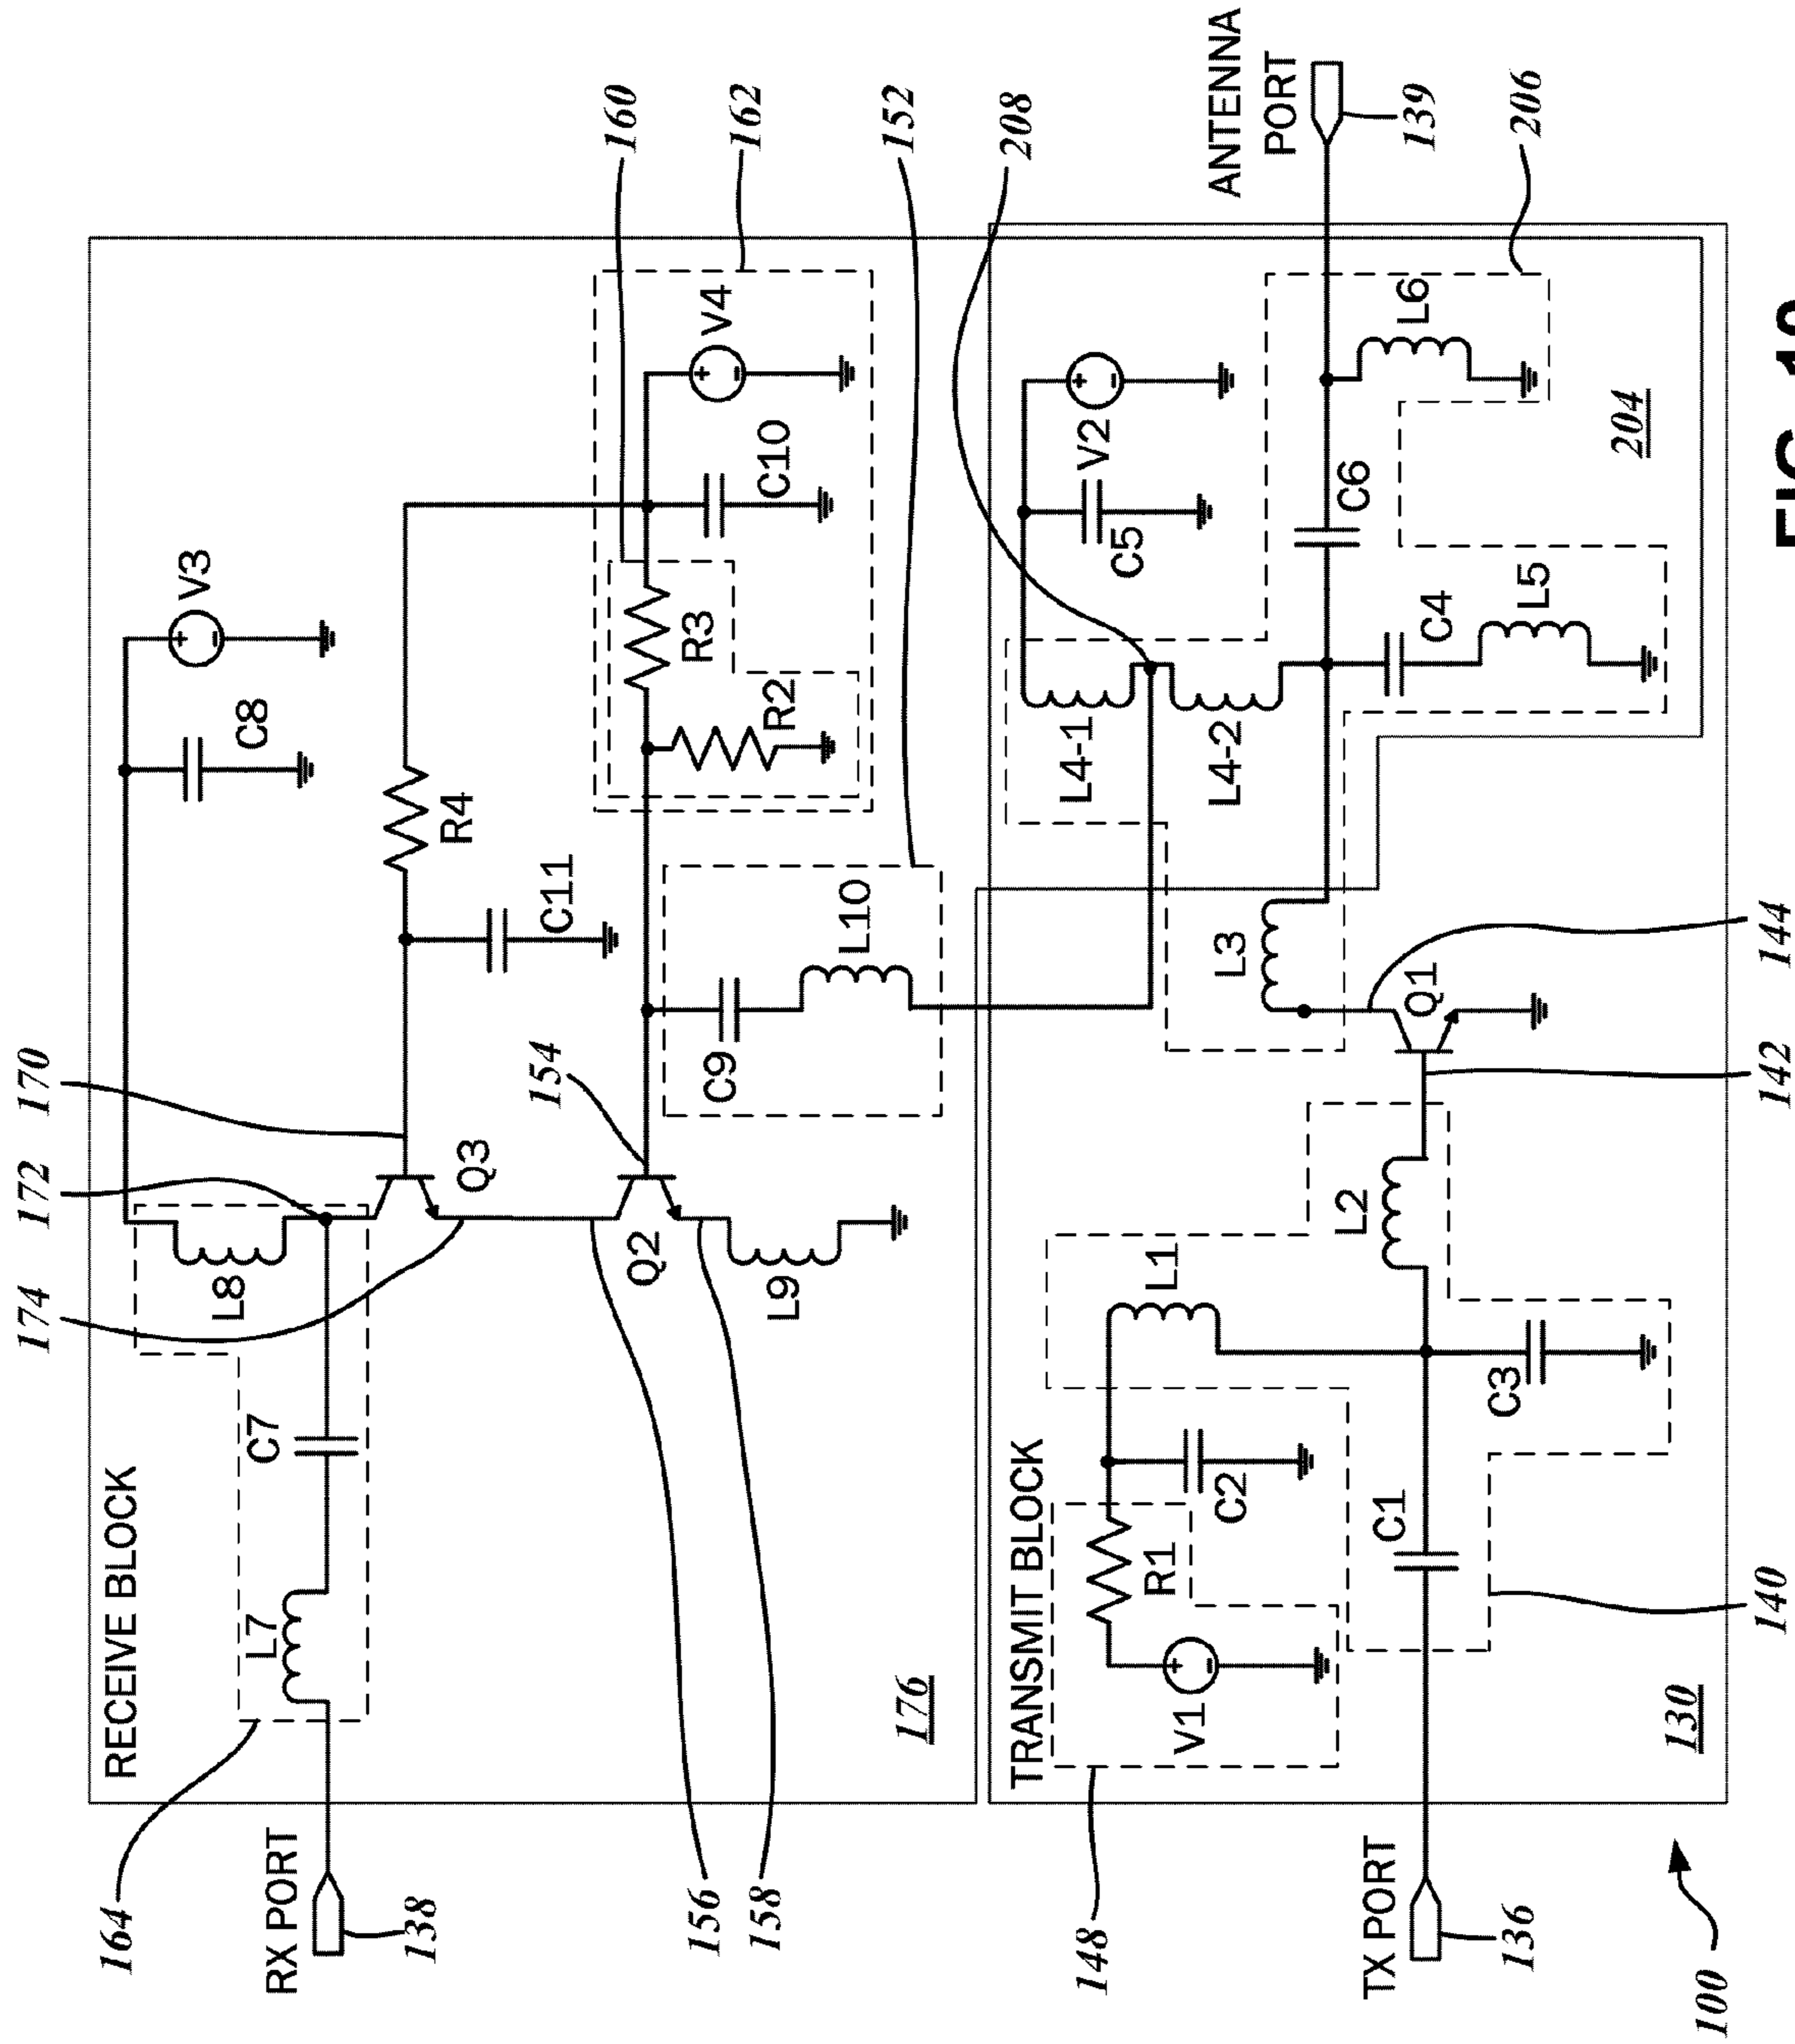 174
172
170
164
RECEIVE BLOCK
V3
L8
C8
L7
C7
RX PORT
138
R4
Q3
154
C11
160
Q2
R3
156
V4
C9
162
158
C10
R2
L9
L10
152
176
208
TRANSMIT BLOCK
L4-1
148
V2
C5
R1
L1
V1
L4-2
ANTENNA
PORT
C2
L3
L2
C6
TX PORT
C1
L6
139
Q1
C4
C3
136
206
L5
204
130
100
140
142
144
FIG.